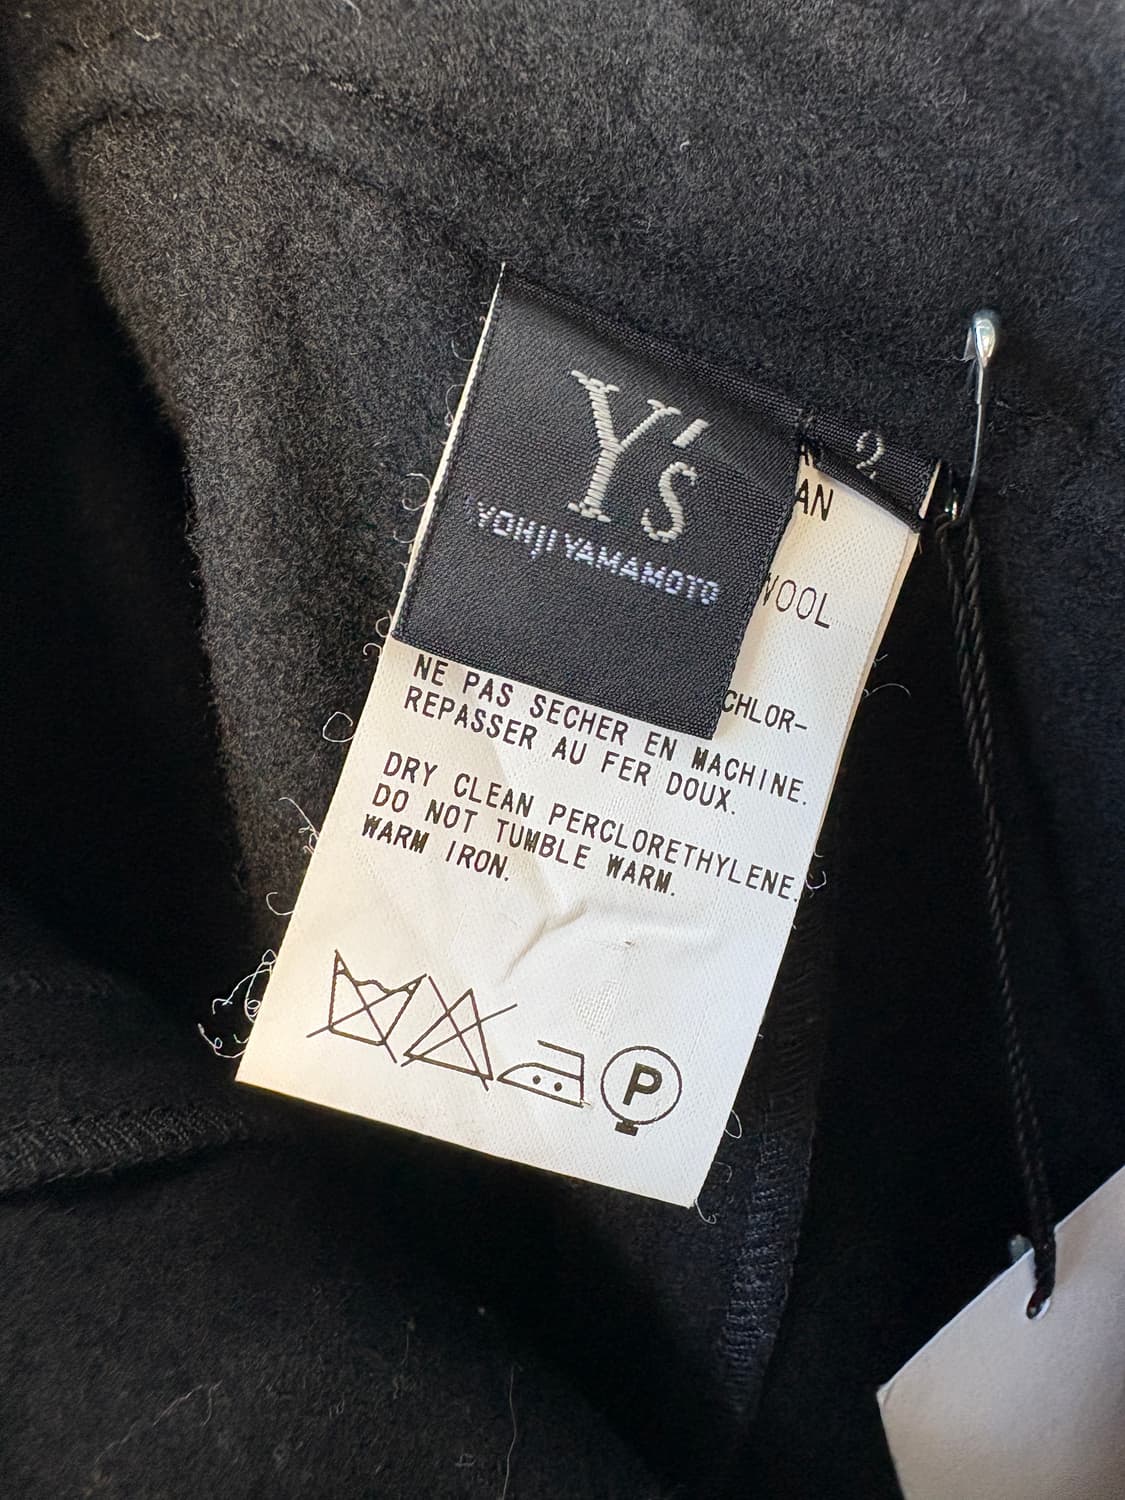 Y's
YOHJI YAMAMOTO
2
AN
WOOL
CHLOR-
NE PAS SECHER EN MACHINE.
REPASSER AU FER DOUX.
DRY CLEAN PERCLORETHYLENE.
DO NOT TUMBLE WARM.
WARM IRON.
P